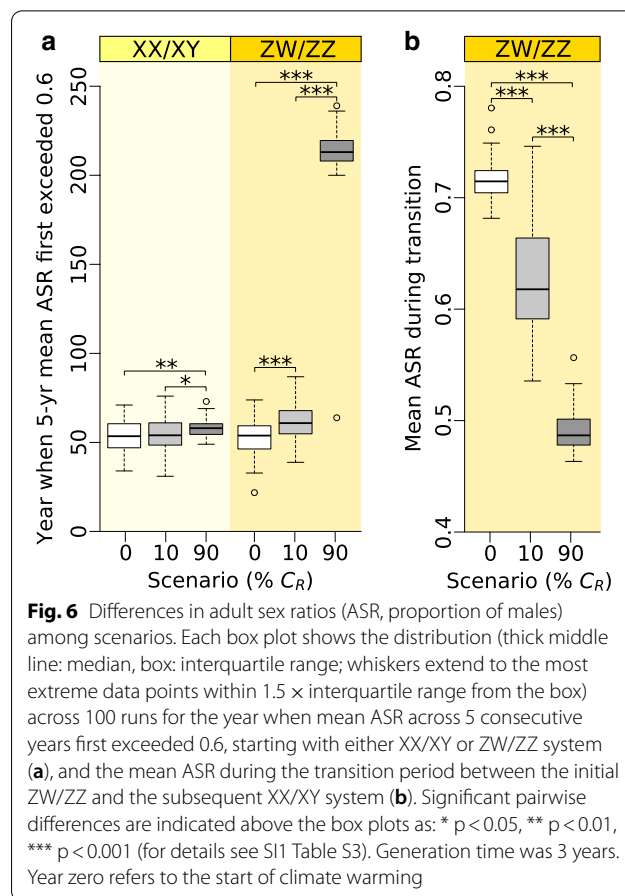 a
XX/XY
ZW/ZZ
Year when 5-yr mean ASR first exceeded 0.6
250
200
150
100
50
0
**
*
***
***
***
0 10 90 0 10 90
Scenario (% C_R)
b
ZW/ZZ
Mean ASR during transition
0.8
0.7
0.6
0.5
0.4
***
***
***
0 10 90
Scenario (% C_R)
Fig. 6 Differences in adult sex ratios (ASR, proportion of males)
among scenarios. Each box plot shows the distribution (thick middle
line: median, box: interquartile range; whiskers extend to the most
extreme data points within 1.5 × interquartile range from the box)
across 100 runs for the year when mean ASR across 5 consecutive
years first exceeded 0.6, starting with either XX/XY or ZW/ZZ system
(a), and the mean ASR during the transition period between the initial
ZW/ZZ and the subsequent XX/XY system (b). Significant pairwise
differences are indicated above the box plots as: * p < 0.05, ** p < 0.01,
*** p < 0.001 (for details see SI1 Table S3). Generation time was 3 years.
Year zero refers to the start of climate warming